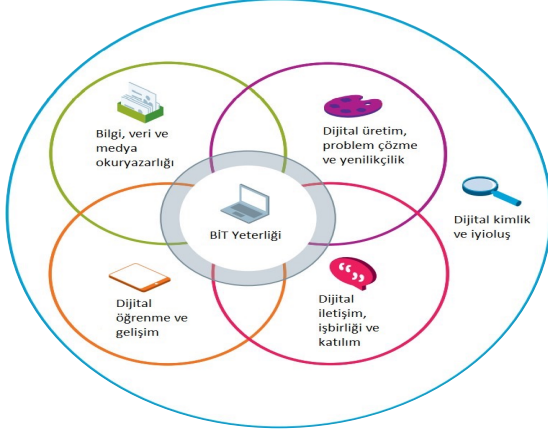 Bilgi, veri ve
medya
okuryazarlığı
Dijital üretim,
problem çözme
ve yenilikçilik
Dijital kimlik
ve iyioluş
BİT Yeterliği
Dijital
öğrenme ve
gelişim
Dijital
iletişim,
işbirliği ve
katılım